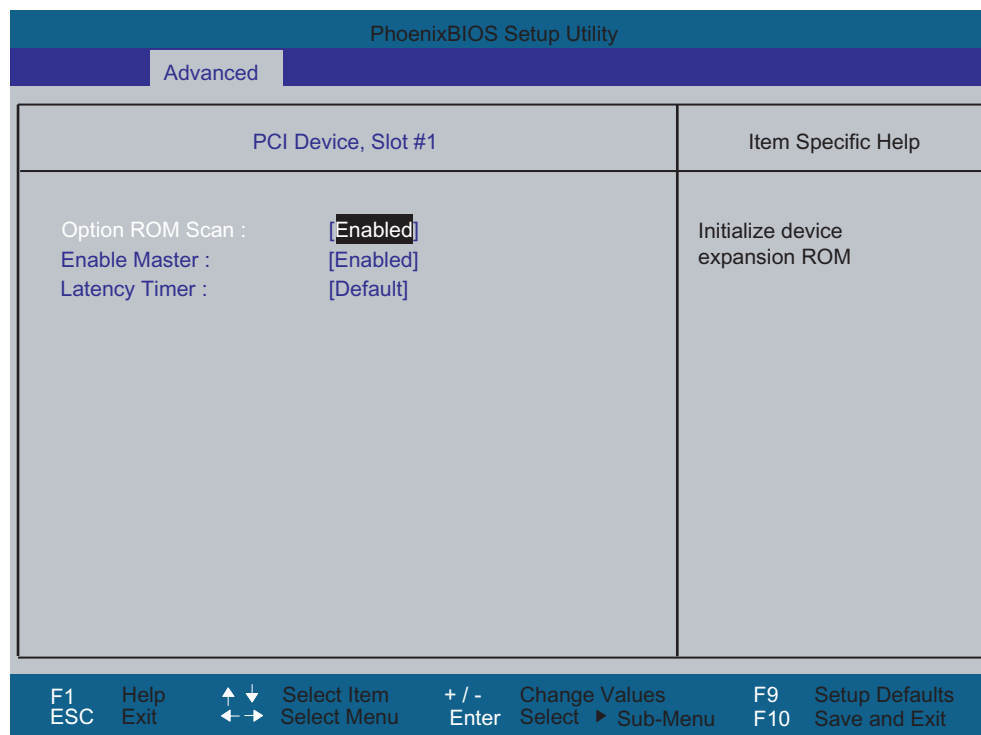 PhoenixBIOS Setup Utility
Advanced
PCI Device, Slot #1
Item Specific Help
Option ROM Scan : [Enabled]
Enable Master : [Enabled]
Latency Timer : [Default]
Initialize device
expansion ROM
F1 Help Select Item + / - Change Values F9 Setup Defaults
ESC Exit Select Menu Enter Select Sub-Menu F10 Save and Exit